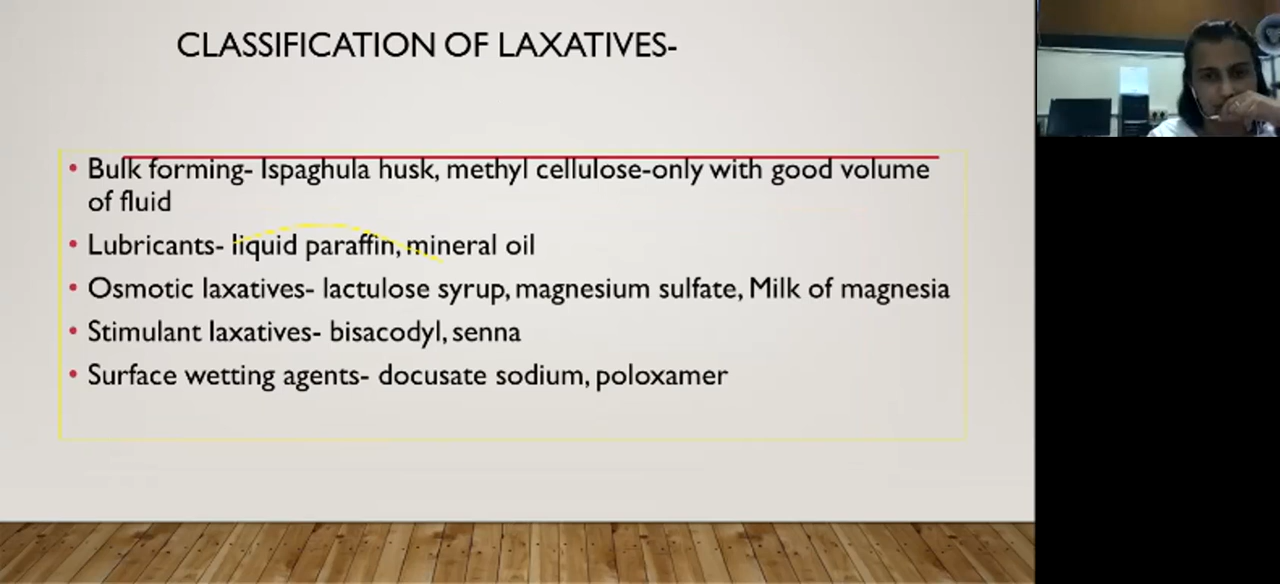 CLASSIFICATION OF LAXATIVES-
• Bulk forming- Ispaghula husk, methyl cellulose-only with good volume
of fluid
• Lubricants- liquid paraffin, mineral oil
• Osmotic laxatives- lactulose syrup, magnesium sulfate, Milk of magnesia
• Stimulant laxatives- bisacodyl, senna
• Surface wetting agents- docusate sodium, poloxamer